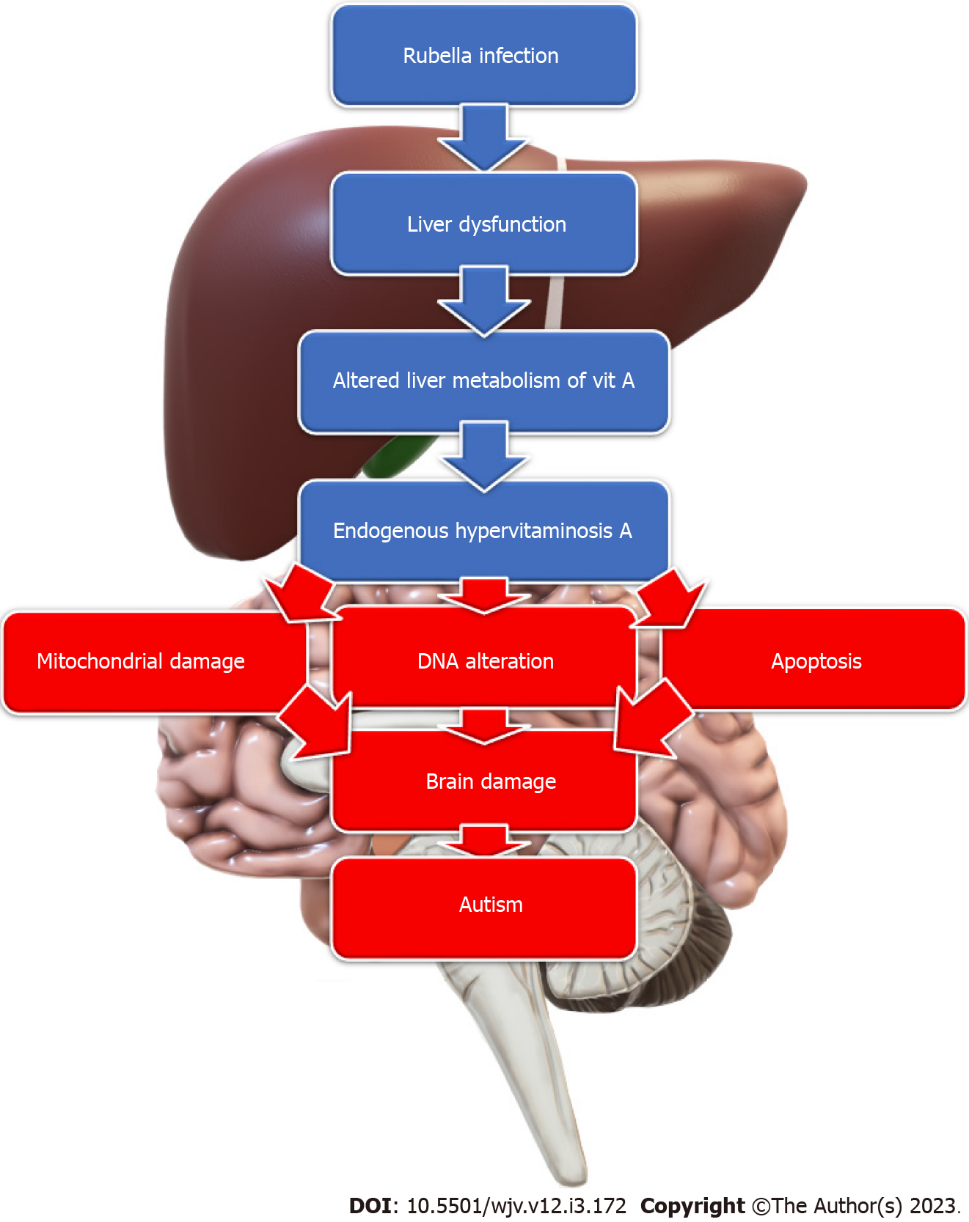 Rubella infection
Liver dysfunction
Altered liver metabolism of vit A
Endogenous hypervitaminosis A
Mitochondrial damage
DNA alteration
Apoptosis
Brain damage
Autism
DOI: 10.5501/wjv.v12.i3.172 Copyright ©The Author(s) 2023.